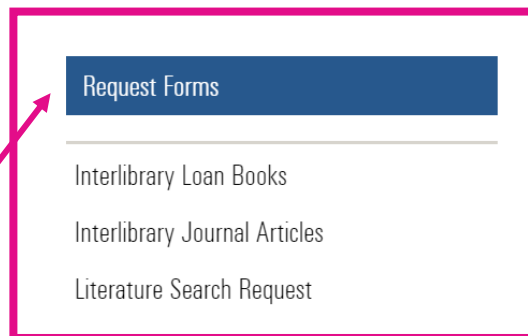 Request Forms
Interlibrary Loan Books
Interlibrary Journal Articles
Literature Search Request